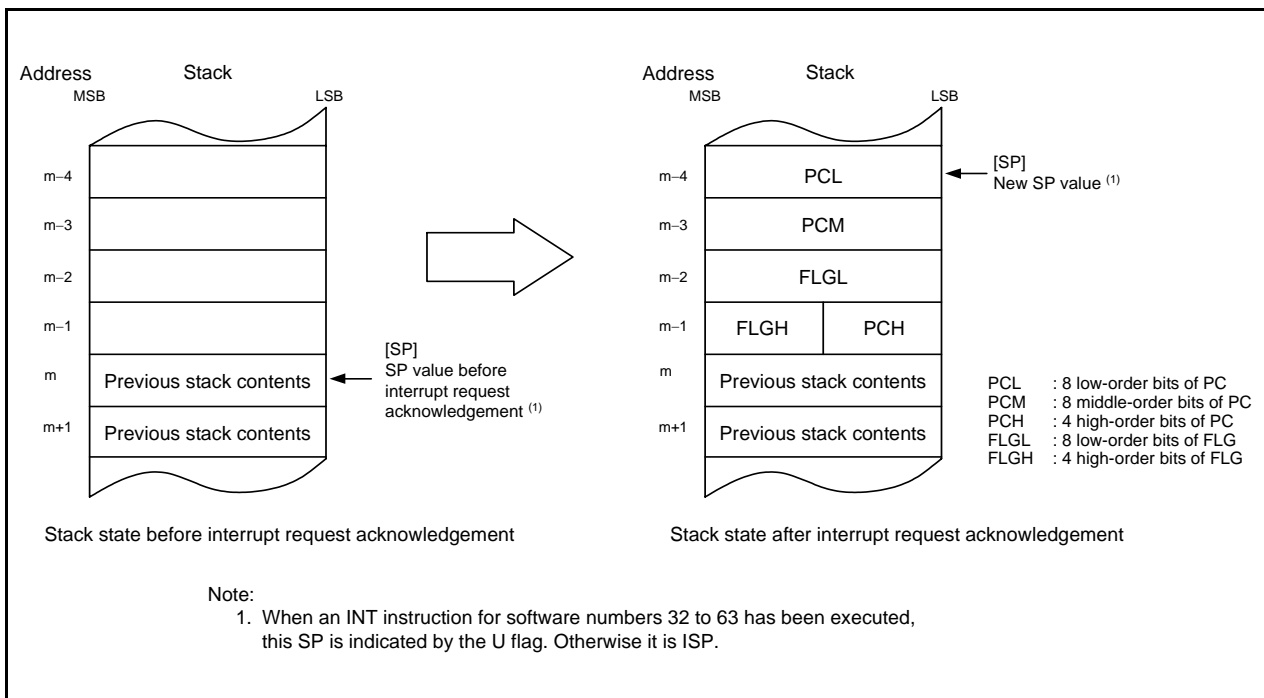 Address Stack
MSB LSB
m−4
m−3
m−2
m−1
m Previous stack contents
m+1 Previous stack contents
[SP]
SP value before
interrupt request
acknowledgement (1)
Stack state before interrupt request acknowledgement
Address Stack
MSB LSB
m−4 PCL
m−3 PCM
m−2 FLGL
m−1 FLGH PCH
m Previous stack contents
m+1 Previous stack contents
[SP]
New SP value (1)
PCL : 8 low-order bits of PC
PCM : 8 middle-order bits of PC
PCH : 4 high-order bits of PC
FLGL : 8 low-order bits of FLG
FLGH : 4 high-order bits of FLG
Stack state after interrupt request acknowledgement
Note:
1. When an INT instruction for software numbers 32 to 63 has been executed,
this SP is indicated by the U flag. Otherwise it is ISP.